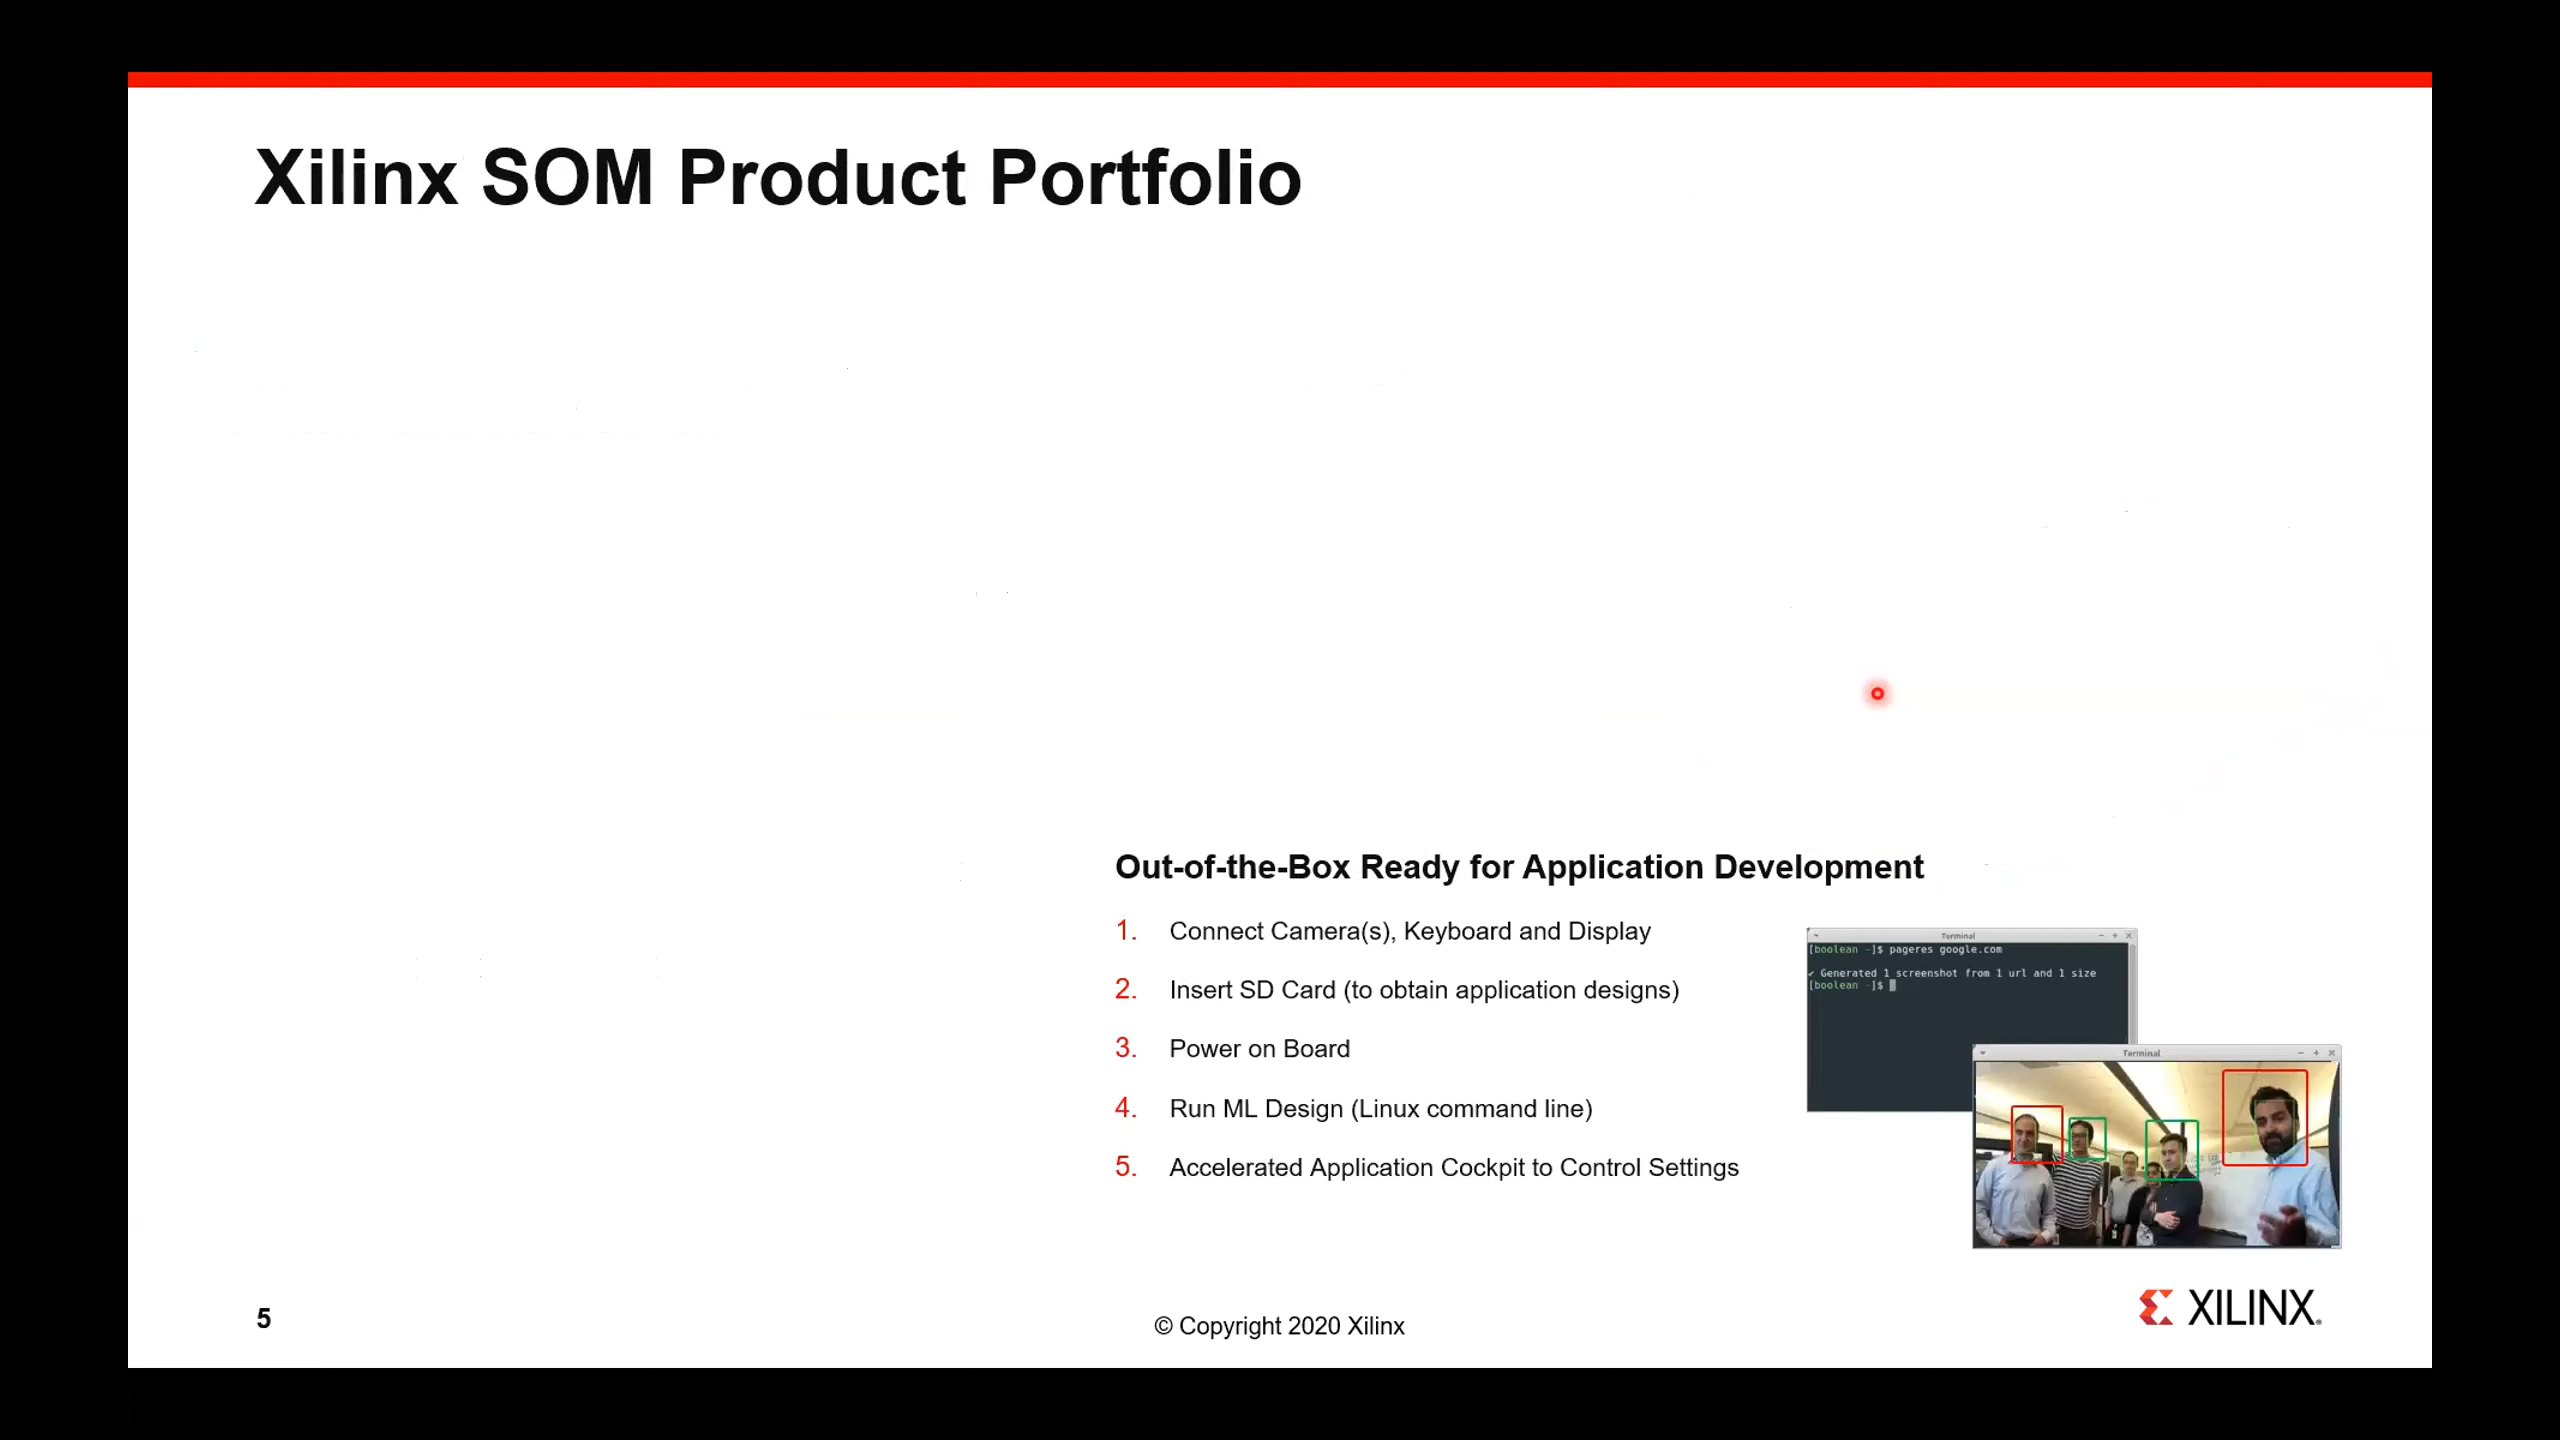 Xilinx SOM Product Portfolio
Out-of-the-Box Ready for Application Development
1. Connect Camera(s), Keyboard and Display
2. Insert SD Card (to obtain application designs)
3. Power on Board
4. Run ML Design (Linux command line)
5. Accelerated Application Cockpit to Control Settings
Terminal
[boolean ~]$ pageres google.com
✔ Generated 1 screenshot from 1 url and 1 size
[boolean ~]$
Terminal
5
© Copyright 2020 Xilinx
XILINX.